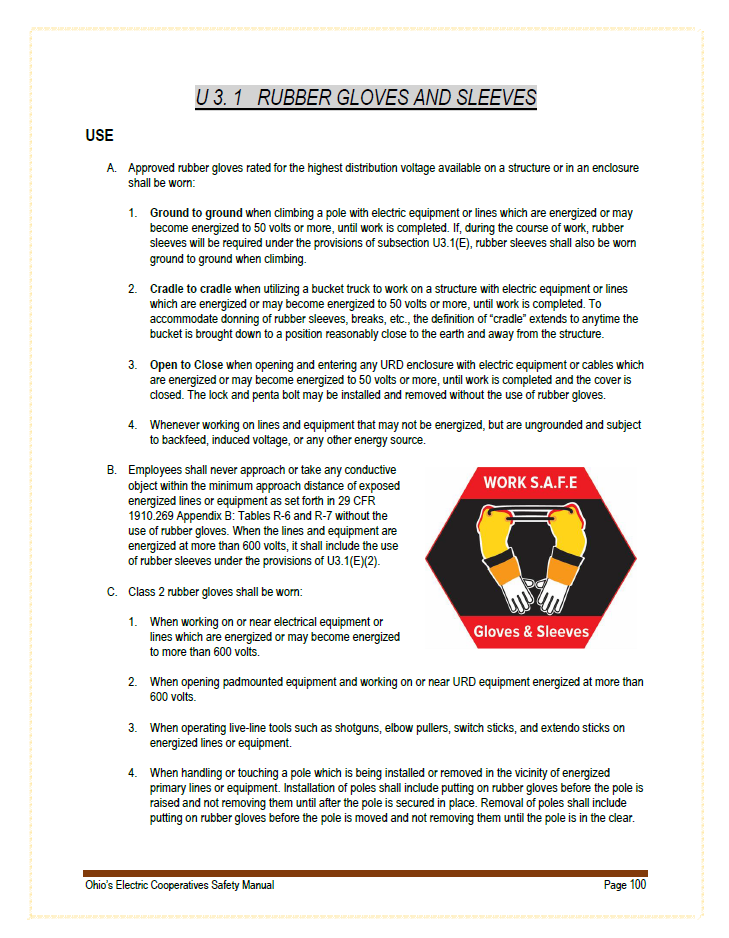 U 3. 1 RUBBER GLOVES AND SLEEVES
USE
A. Approved rubber gloves rated for the highest distribution voltage available on a structure or in an enclosure
shall be worn:
1. Ground to ground when climbing a pole with electric equipment or lines which are energized or may
become energized to 50 volts or more, until work is completed. If, during the course of work, rubber
sleeves will be required under the provisions of subsection U3.1(E), rubber sleeves shall also be worn
ground to ground when climbing.
2. Cradle to cradle when utilizing a bucket truck to work on a structure with electric equipment or lines
which are energized or may become energized to 50 volts or more, until work is completed. To
accommodate donning of rubber sleeves, breaks, etc., the definition of “cradle” extends to anytime the
bucket is brought down to a position reasonably close to the earth and away from the structure.
3. Open to Close when opening and entering any URD enclosure with electric equipment or cables which
are energized or may become energized to 50 volts or more, until work is completed and the cover is
closed. The lock and penta bolt may be installed and removed without the use of rubber gloves.
4. Whenever working on lines and equipment that may not be energized, but are ungrounded and subject
to backfeed, induced voltage, or any other energy source.
B. Employees shall never approach or take any conductive
object within the minimum approach distance of exposed
energized lines or equipment as set forth in 29 CFR
1910.269 Appendix B: Tables R-6 and R-7 without the
use of rubber gloves. When the lines and equipment are
energized at more than 600 volts, it shall include the use
of rubber sleeves under the provisions of U3.1(E)(2).
WORK S.A.F.E
Gloves & Sleeves
C. Class 2 rubber gloves shall be worn:
1. When working on or near electrical equipment or
lines which are energized or may become energized
to more than 600 volts.
2. When opening padmounted equipment and working on or near URD equipment energized at more than
600 volts.
3. When operating live-line tools such as shotguns, elbow pullers, switch sticks, and extendo sticks on
energized lines or equipment.
4. When handling or touching a pole which is being installed or removed in the vicinity of energized
primary lines or equipment. Installation of poles shall include putting on rubber gloves before the pole is
raised and not removing them until after the pole is secured in place. Removal of poles shall include
putting on rubber gloves before the pole is moved and not removing them until the pole is in the clear.
Ohio's Electric Cooperatives Safety Manual Page 100